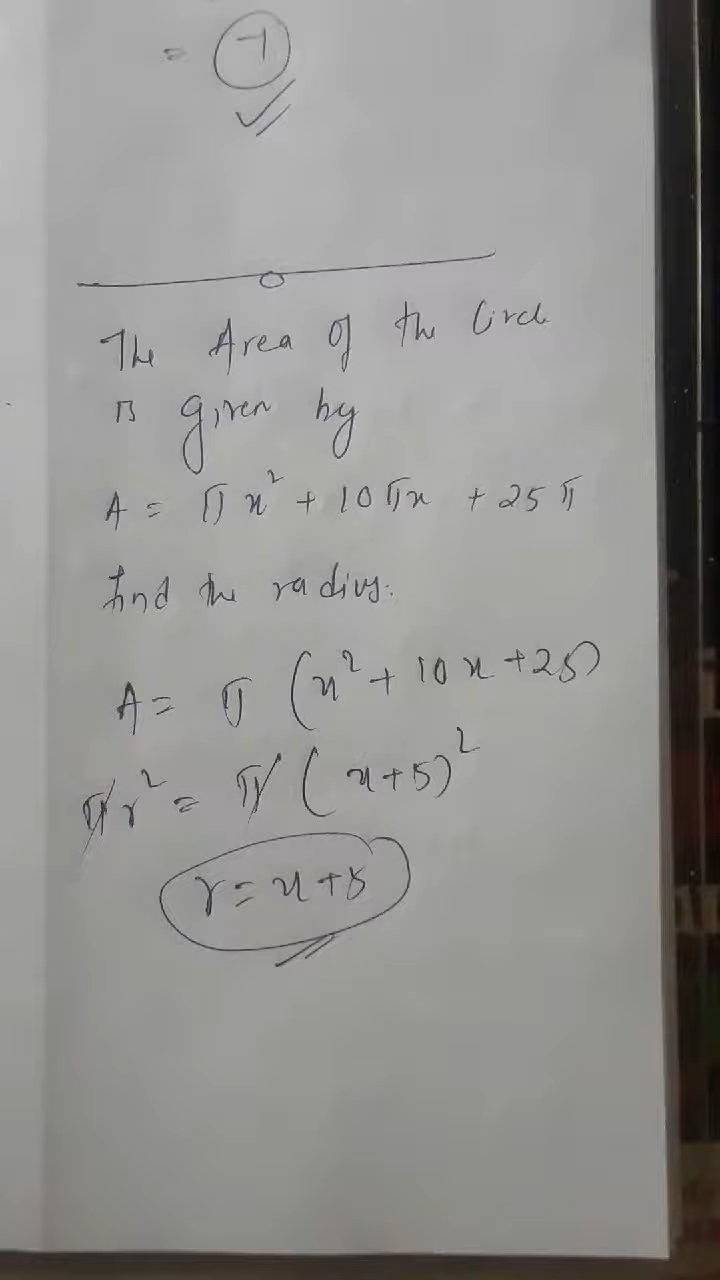 = -1
The Area of the Circle
is given by
A = πx² + 10πx + 25π
find the radius.
A = π (x² + 10x + 25)
πr² = π (x+5)²
r = x+5